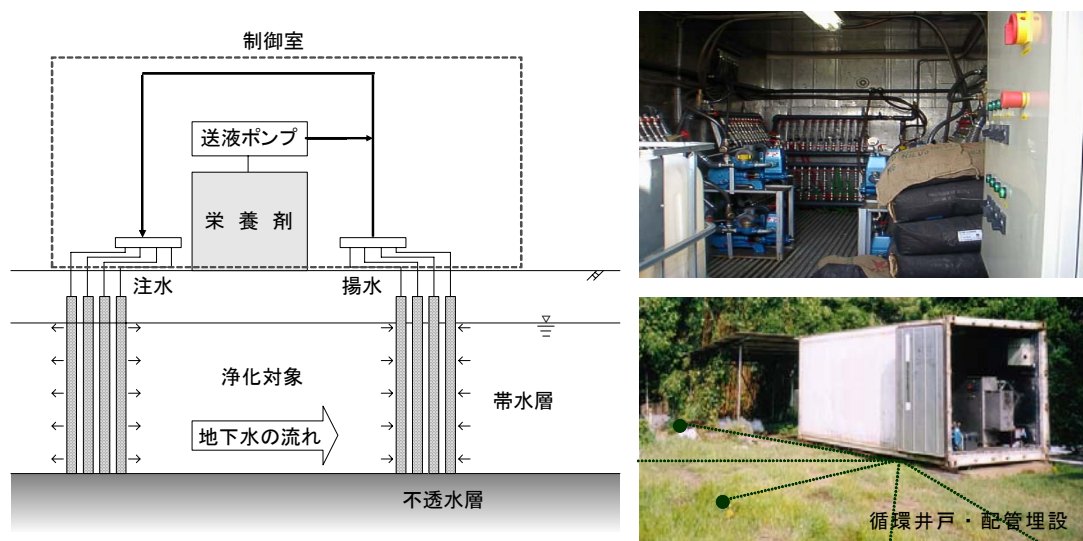 制御室
送液ポンプ
栄養剤
注水
揚水
浄化対象
帯水層
地下水の流れ
不透水層
循環井戸・配管埋設